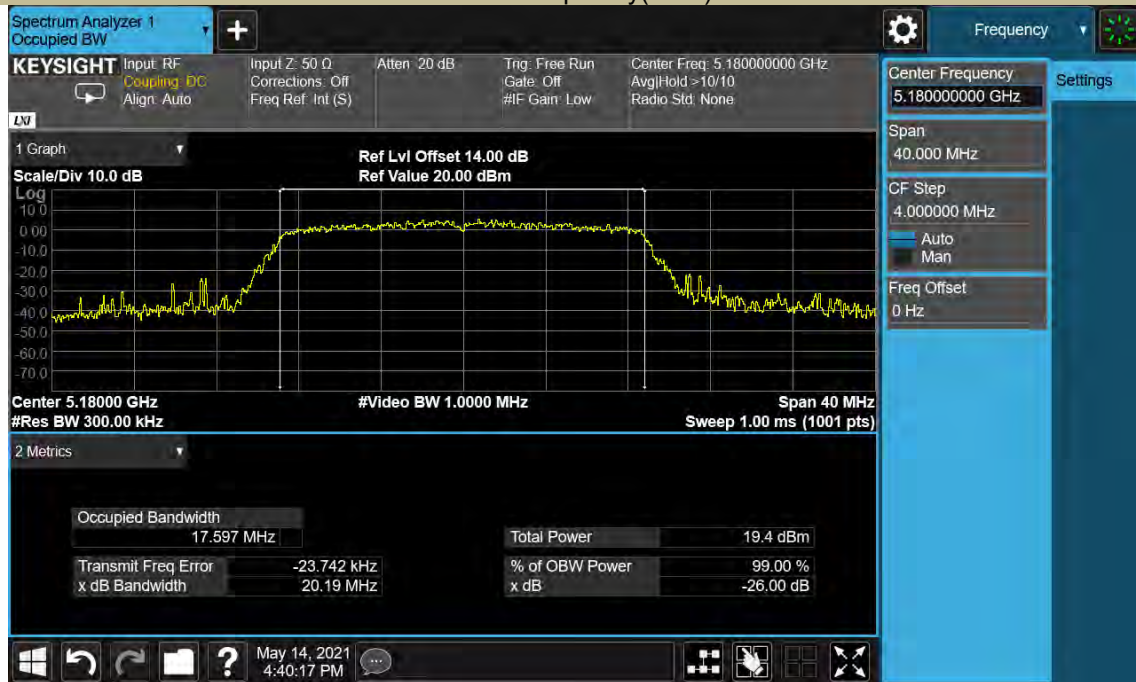 Spectrum Analyzer 1
Occupied BW
Frequency
KEYSIGHT
Input: RF
Coupling: DC
Align: Auto
Input Z: 50 Ω
Corrections: Off
Freq Ref: Int (S)
Atten: 20 dB
Trig: Free Run
Gate: Off
#IF Gain: Low
Center Freq: 5.180000000 GHz
Avg|Hold >10/10
Radio Std: None
LXI
Center Frequency
5.180000000 GHz
Settings
Span
40.000 MHz
CF Step
4.000000 MHz
Auto
Man
Freq Offset
0 Hz
1 Graph
Scale/Div 10.0 dB
Ref Lvl Offset 14.00 dB
Ref Value 20.00 dBm
Log
10.0
0.00
-10.0
-20.0
-30.0
-40.0
-50.0
-60.0
-70.0
Center 5.18000 GHz
#Video BW 1.0000 MHz
Span 40 MHz
#Res BW 300.00 kHz
Sweep 1.00 ms (1001 pts)
2 Metrics
Occupied Bandwidth
17.597 MHz
Total Power 19.4 dBm
Transmit Freq Error -23.742 kHz
% of OBW Power 99.00 %
x dB Bandwidth 20.19 MHz
x dB -26.00 dB
?
May 14, 2021
4:40:17 PM